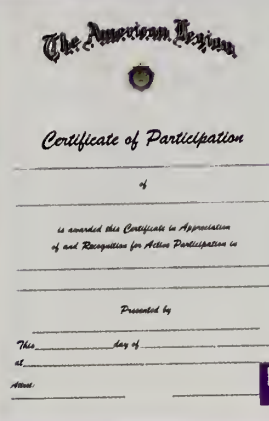 The American Legion
Certificate of Participation
of
is awarded this Certificate in Appreciation
of and Recognition for Active Participation in
Presented by
This day of
at
Attest: